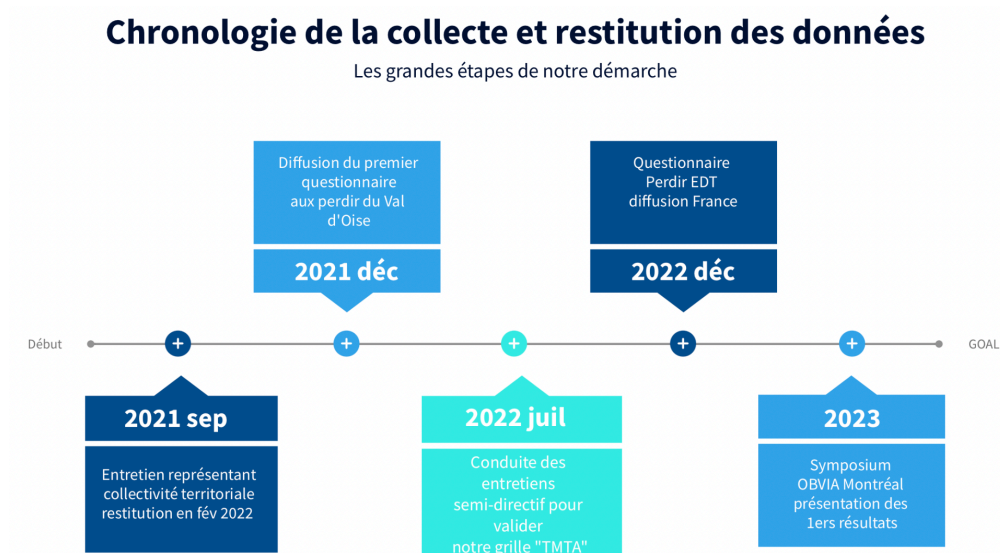 Chronologie de la collecte et restitution des données
Les grandes étapes de notre démarche
Diffusion du premier
questionnaire
aux perdir du Val
d'Oise
2021 déc
Questionnaire
Perdir EDT
diffusion France
2022 déc
Début
GOAL
2021 sep
Entretien représentant
collectivité territoriale
restitution en fév 2022
2022 juil
Conduite des
entretiens
semi-directif pour
valider
notre grille "TMTA"
2023
Symposium
OBVIA Montréal
présentation des
1ers résultats